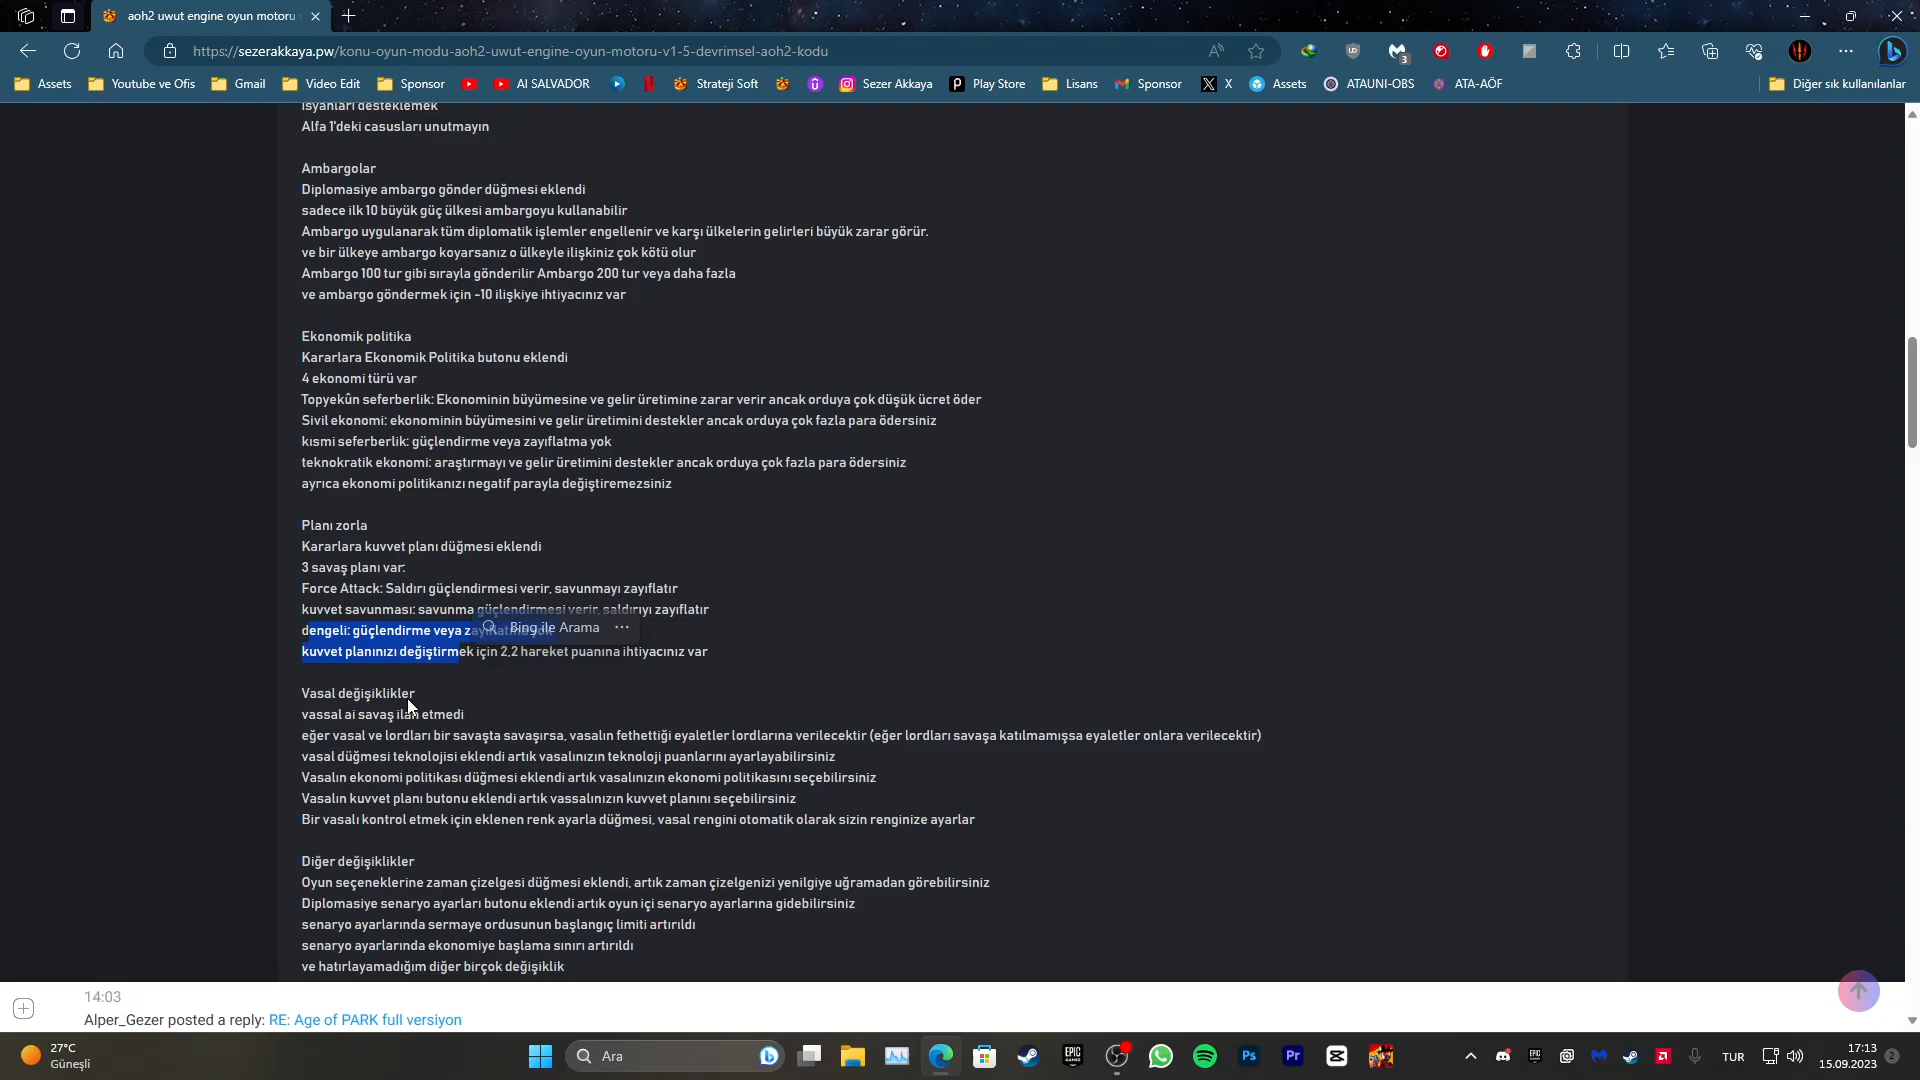 aoh2 uwut engine oyun motoru
https://sezerakkaya.pw/konu-oyun-modu-aoh2-uwut-engine-oyun-motoru-v1-5-devrimsel-aoh2-kodu
3
Assets
Youtube ve Ofis
Gmail
Video Edit
Sponsor
AI SALVADOR
Strateji Soft
Sezer Akkaya
Play Store
Lisans
Sponsor
X
Assets
ATAUNI-OBS
ATA-AÖF
Diğer sık kullanılanlar
isyanları desteklemek
Alfa 1'deki casusları unutmayın
Ambargolar
Diplomasiye ambargo gönder düğmesi eklendi
sadece ilk 10 büyük güç ülkesi ambargoyu kullanabilir
Ambargo uygulanarak tüm diplomatik işlemler engellenir ve karşı ülkelerin gelirleri büyük zarar görür.
ve bir ülkeye ambargo koyarsanız o ülkeyle ilişkiniz çok kötü olur
Ambargo 100 tur gibi sırayla gönderilir Ambargo 200 tur veya daha fazla
ve ambargo göndermek için -10 ilişkiye ihtiyacınız var
Ekonomik politika
Kararlara Ekonomik Politika butonu eklendi
4 ekonomi türü var
Topyekûn seferberlik: Ekonominin büyümesine ve gelir üretimine zarar verir ancak orduya çok düşük ücret öder
Sivil ekonomi: ekonominin büyümesini ve gelir üretimini destekler ancak orduya çok fazla para ödersiniz
kısmi seferberlik: güçlendirme veya zayıflatma yok
teknokratik ekonomi: araştırmayı ve gelir üretimini destekler ancak orduya çok fazla para ödersiniz
ayrıca ekonomi politikanızı negatif parayla değiştiremezsiniz
Planı zorla
Kararlara kuvvet planı düğmesi eklendi
3 savaş planı var:
Force Attack: Saldırı güçlendirmesi verir, savunmayı zayıflatır
kuvvet savunması: savunma güçlendirmesi verir, saldırıyı zayıflatır
dengeli: güçlendirme veya zayıflatma yok
Bing ile Arama
kuvvet planınızı değiştirmek için 2,2 hareket puanına ihtiyacınız var
Vasal değişiklikler
vassal ai savaş ilan etmedi
eğer vasal ve lordları bir savaşta savaşırsa, vasalın fethettiği eyaletler lordlarına verilecektir (eğer lordları savaşa katılmamışsa eyaletler onlara verilecektir)
vasal düğmesi teknolojisi eklendi artık vasalınızın teknoloji puanlarını ayarlayabilirsiniz
Vasalın ekonomi politikası düğmesi eklendi artık vasalınızın ekonomi politikasını seçebilirsiniz
Vasalın kuvvet planı butonu eklendi artık vassalınızın kuvvet planını seçebilirsiniz
Bir vasalı kontrol etmek için eklenen renk ayarla düğmesi, vasal rengini otomatik olarak sizin renginize ayarlar
Diğer değişiklikler
Oyun seçeneklerine zaman çizelgesi düğmesi eklendi, artık zaman çizelgenizi yenilgiye uğramadan görebilirsiniz
Diplomasiye senaryo ayarları butonu eklendi artık oyun içi senaryo ayarlarına gidebilirsiniz
senaryo ayarlarında sermaye ordusunun başlangıç limiti artırıldı
senaryo ayarlarında ekonomiye başlama sınırı artırıldı
ve hatırlayamadığım diğer birçok değişiklik
14:03
Alper_Gezer posted a reply: RE: Age of PARK full versiyon
27°C
Güneşli
Ara
EPIC GAMES
Ps
Pr
TUR
17:13
15.09.2023
2